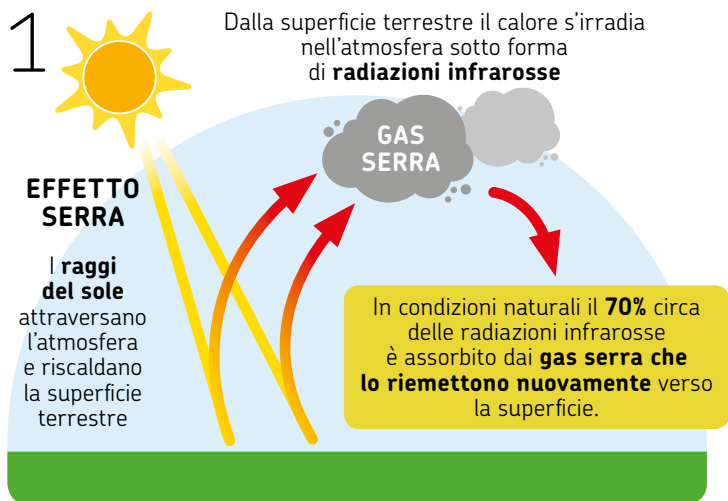 1
Dalla superficie terrestre il calore s'irradia
nell'atmosfera sotto forma
di radiazioni infrarosse
GAS
SERRA
EFFETTO
SERRA
I raggi
del sole
attraversano
l'atmosfera
e riscaldano
la superficie
terrestre
In condizioni naturali il 70% circa
delle radiazioni infrarosse
è assorbito dai gas serra che
lo riemettono nuovamente verso
la superficie.